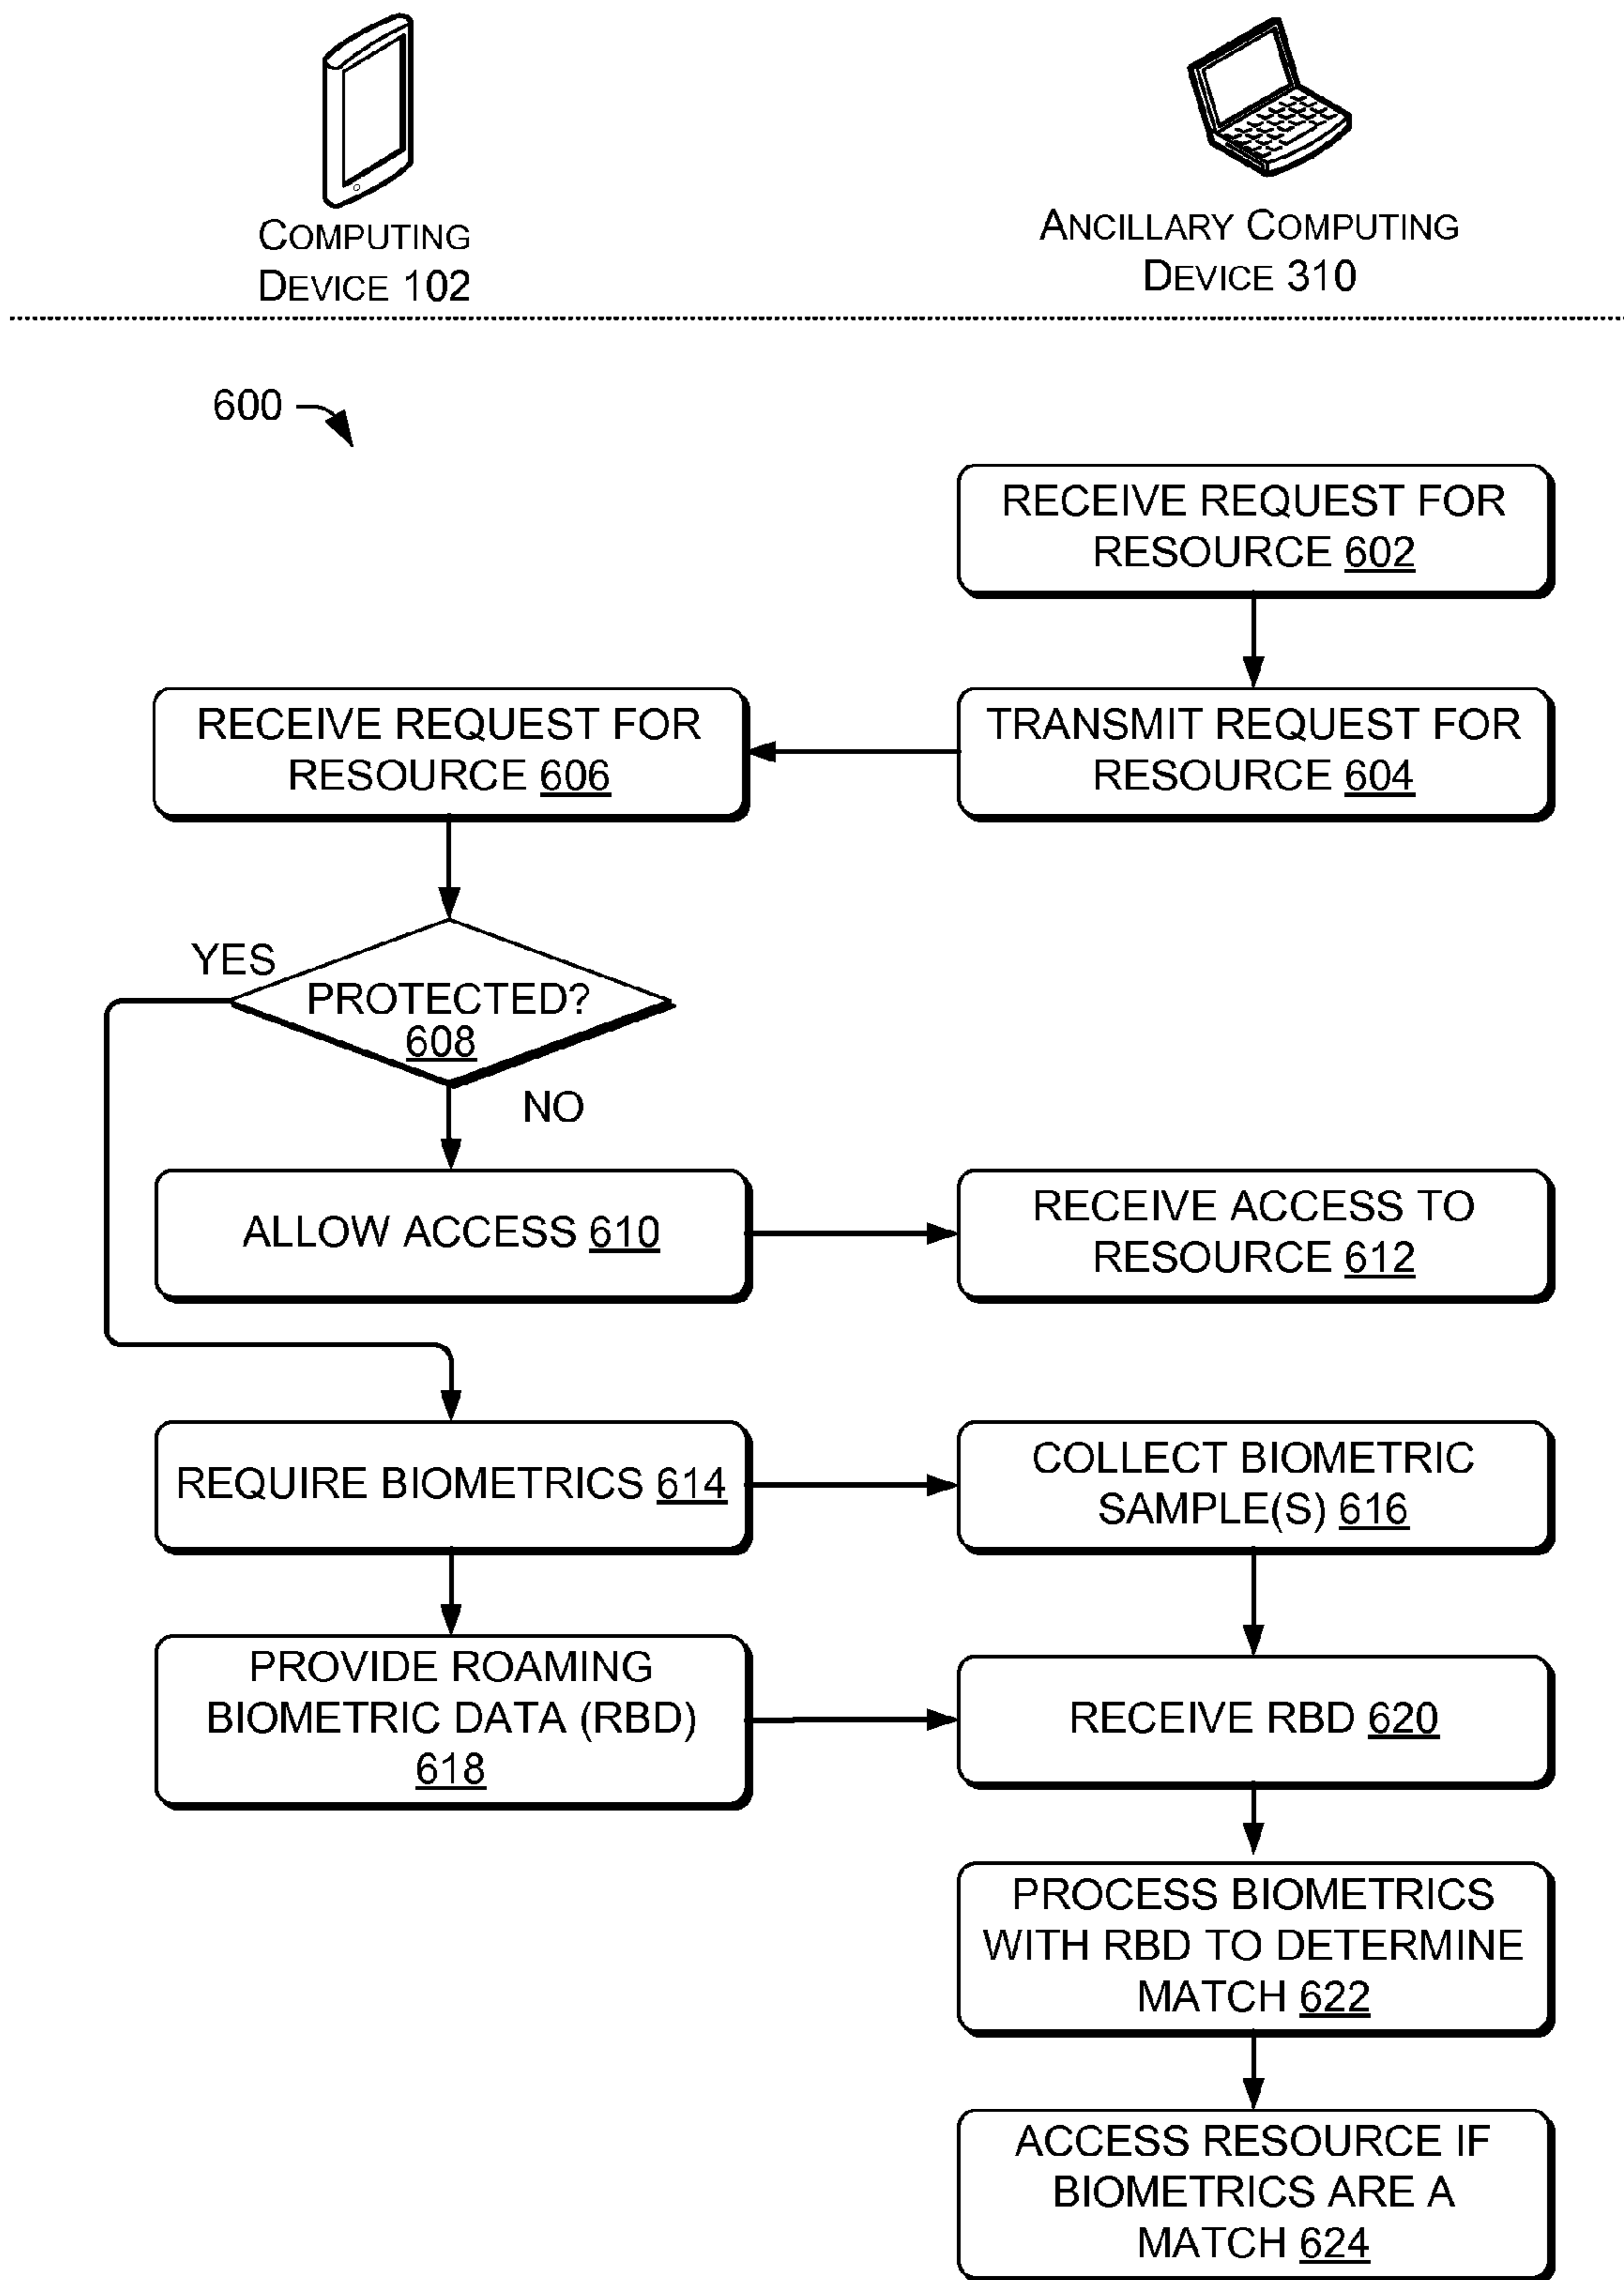 COMPUTING
DEVICE 102
ANCILLARY COMPUTING
DEVICE 310
600
RECEIVE REQUEST FOR
RESOURCE 602
TRANSMIT REQUEST FOR
RESOURCE 604
RECEIVE REQUEST FOR
RESOURCE 606
YES
PROTECTED?
608
NO
ALLOW ACCESS 610
RECEIVE ACCESS TO
RESOURCE 612
REQUIRE BIOMETRICS 614
COLLECT BIOMETRIC
SAMPLE(S) 616
PROVIDE ROAMING
BIOMETRIC DATA (RBD)
618
RECEIVE RBD 620
PROCESS BIOMETRICS
WITH RBD TO DETERMINE
MATCH 622
ACCESS RESOURCE IF
BIOMETRICS ARE A
MATCH 624